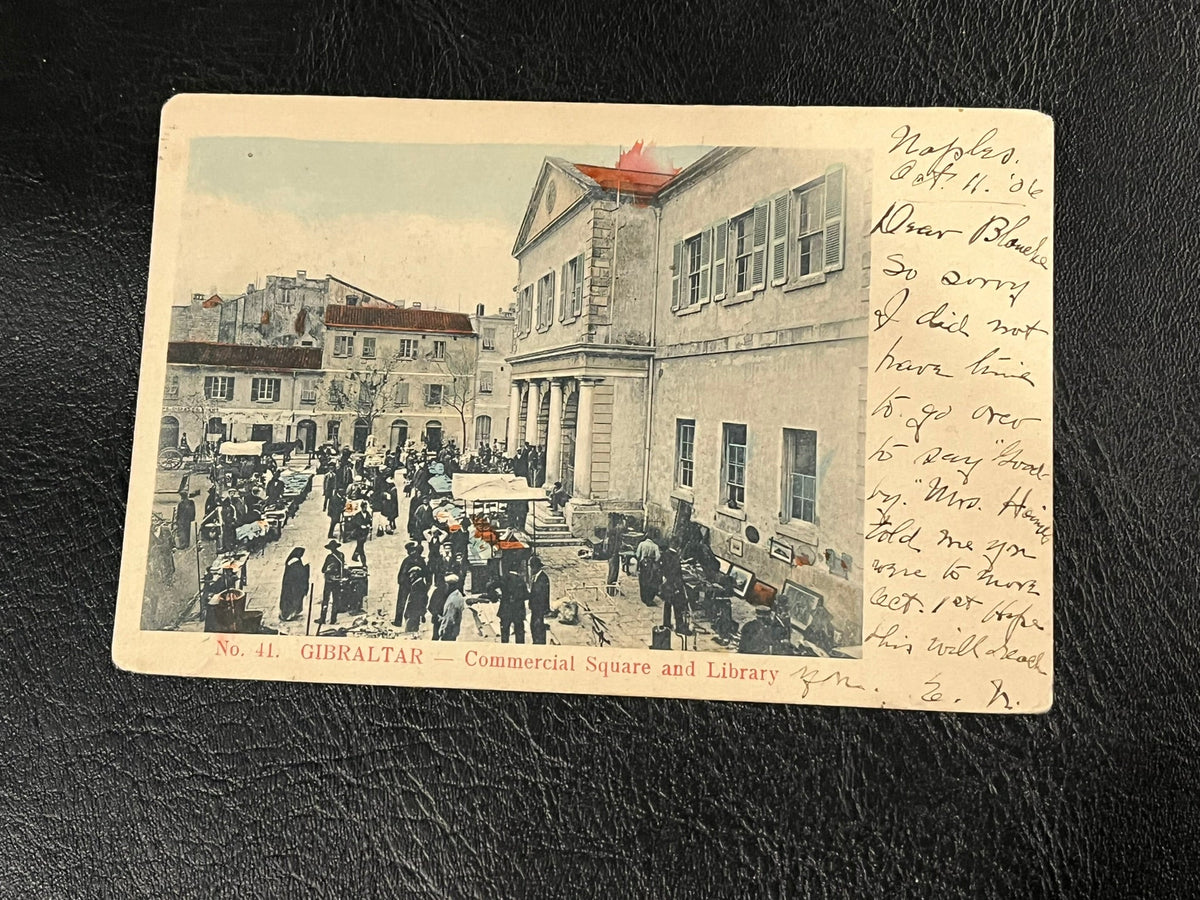 Naples.
Oct. 11. '06
Dear Blanche
So sorry
I did not
have time
to go over
to say "Good
by." Mrs.
told me you
were to move
Oct. 1st Hope
this will reach
you. E. N.
No. 41. GIBRALTAR — Commercial Square and Library